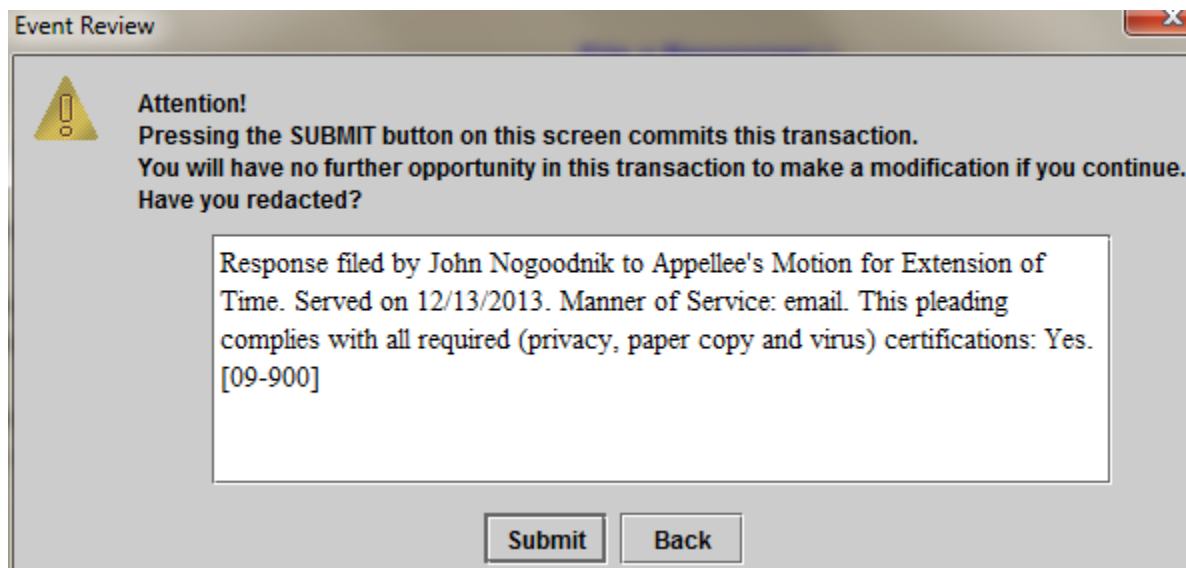 Event Review
Attention!
Pressing the SUBMIT button on this screen commits this transaction.
You will have no further opportunity in this transaction to make a modification if you continue.
Have you redacted?
Response filed by John Nogoodnik to Appellee's Motion for Extension of
Time. Served on 12/13/2013. Manner of Service: email. This pleading
complies with all required (privacy, paper copy and virus) certifications: Yes.
[09-900]
Submit Back